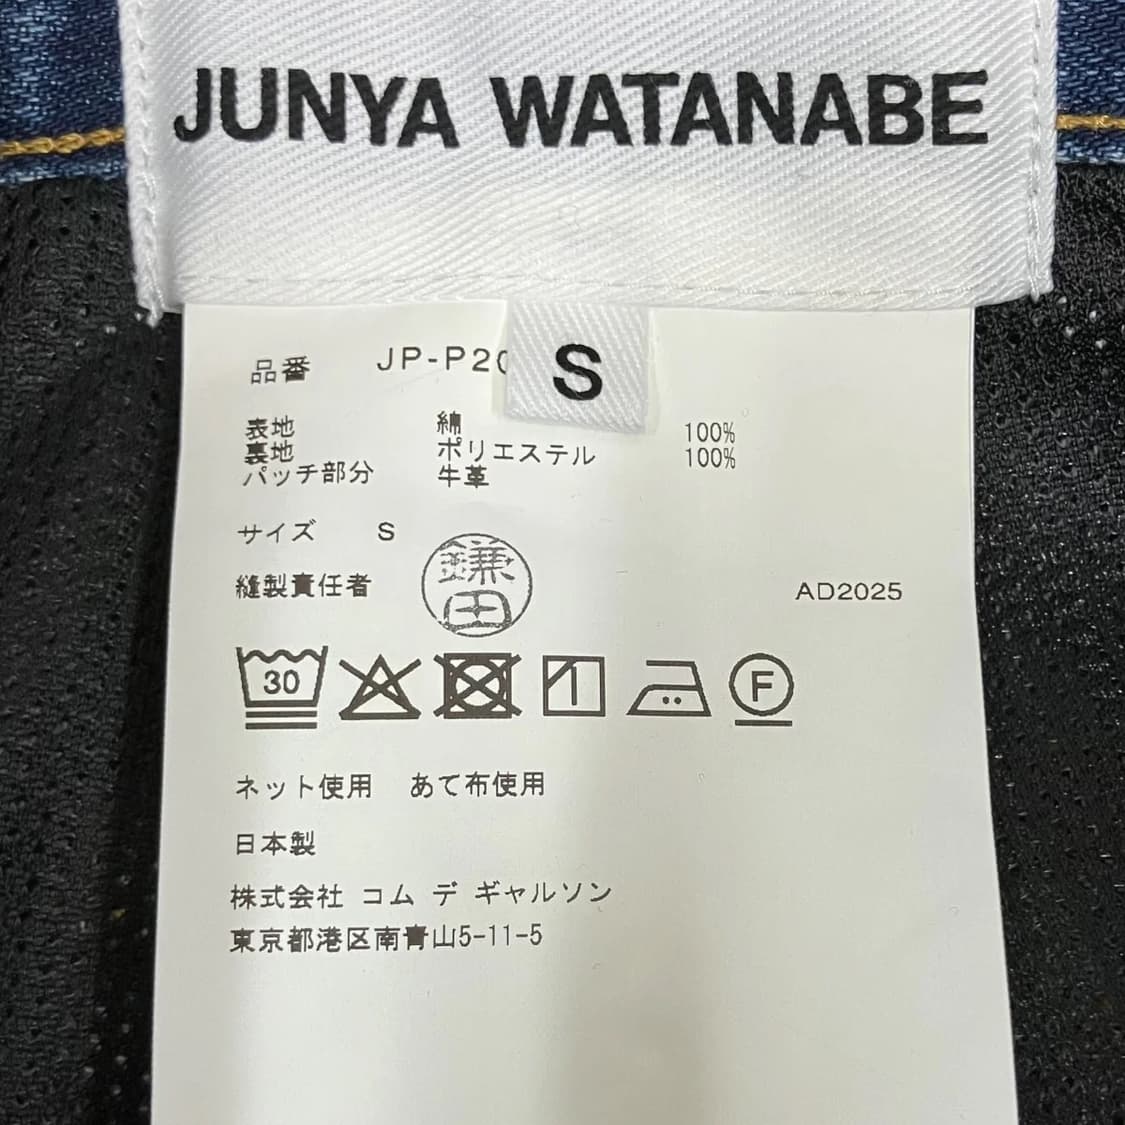 JUNYA WATANABE
S
品番 JP-P20
表地 綿 100%
裏地 ポリエステル 100%
パッチ部分 牛革
サイズ S
縫製責任者 鎌田 AD2025
30 F
ネット使用 あて布使用
日本製
株式会社 コム デ ギャルソン
東京都港区南青山5-11-5